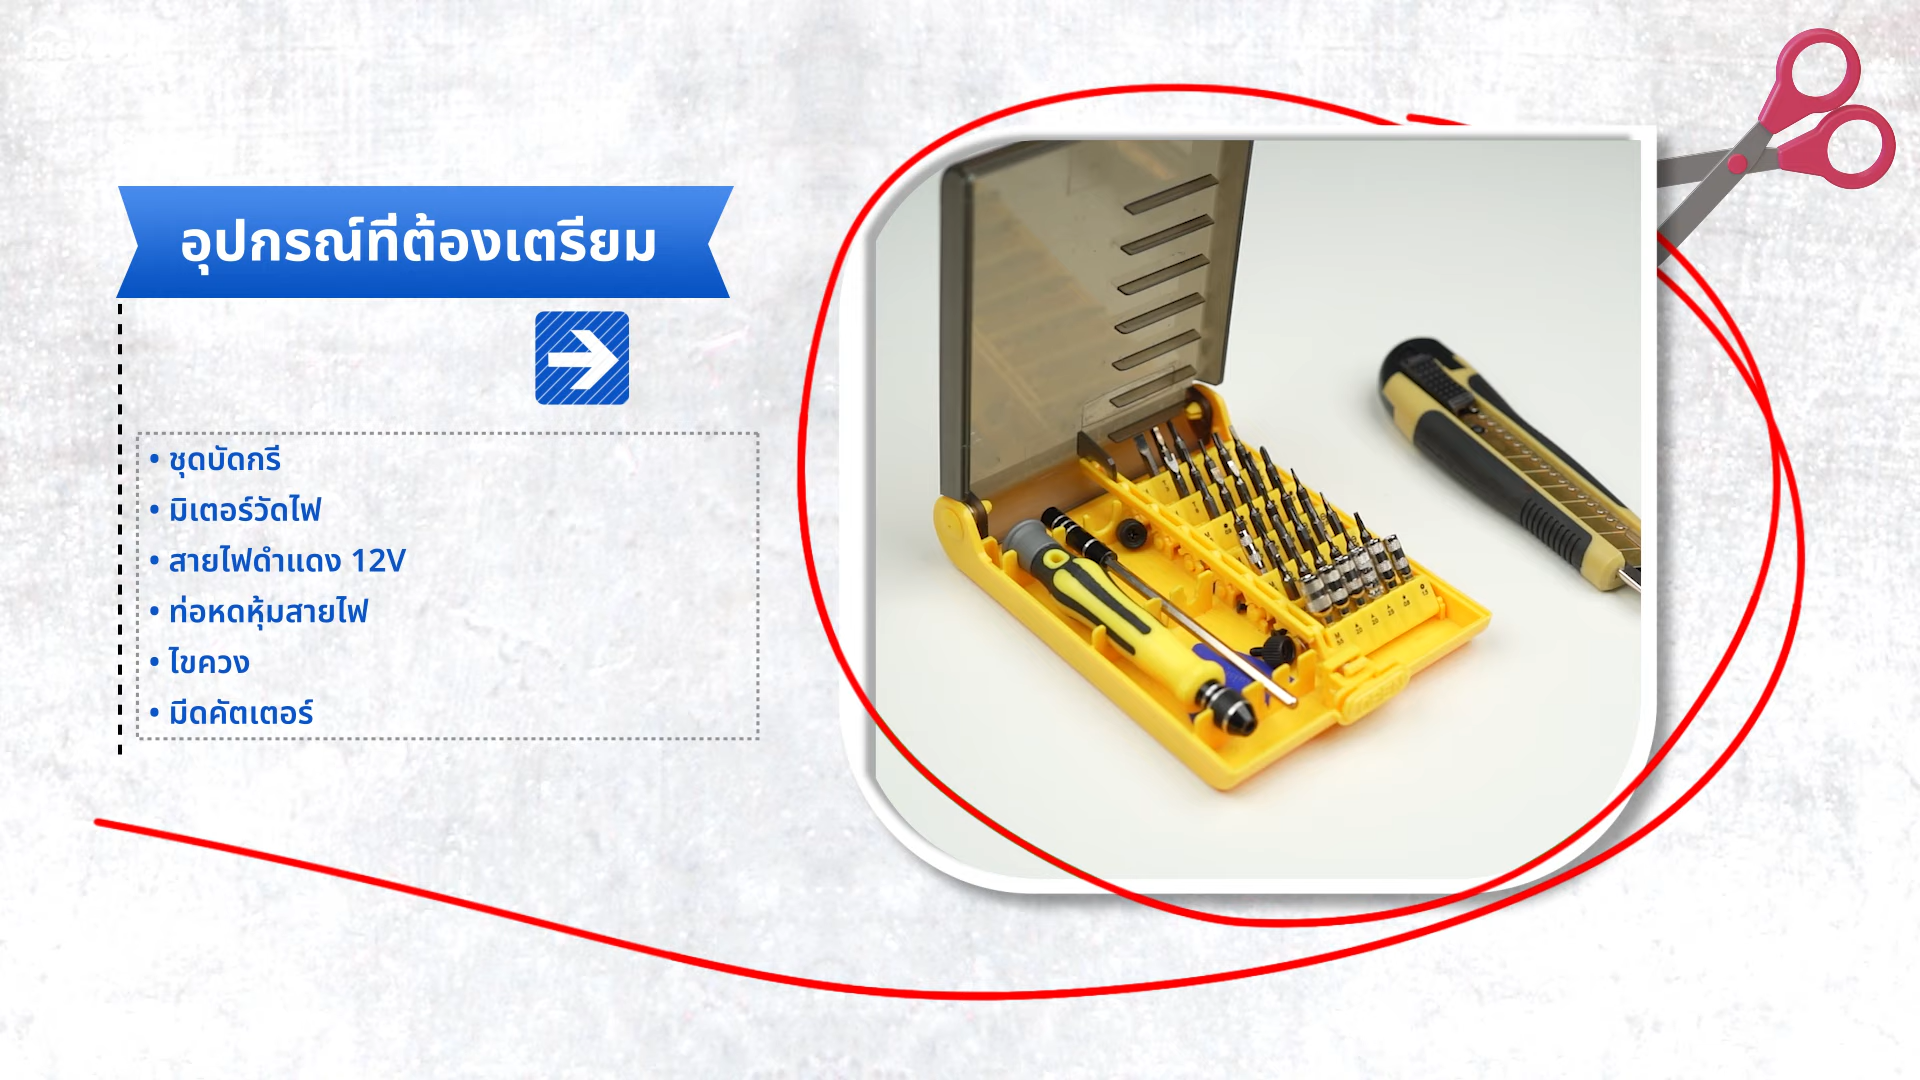 อุปกรณ์ที่ต้องเตรียม
• ชุดบัดกรี
• มิเตอร์วัดไฟ
• สายไฟดำแดง 12V
• ท่อหดหุ้มสายไฟ
• ไขควง
• มีดคัตเตอร์